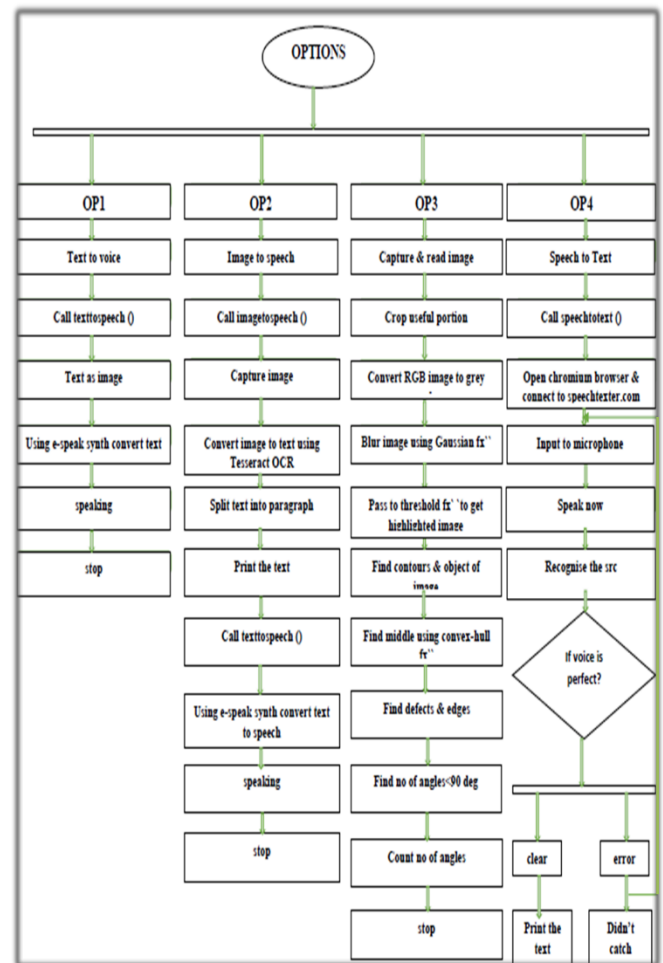 OPTIONS
OP1
Text to voice
Call texttospeech ()
Text as image
Using e-speak synth convert text
speaking
stop
OP2
Image to speech
Call imagetospeech ()
Capture image
Convert image to text using
Tesseract OCR
Split text into paragraph
Print the text
Call texttospeech ()
Using e-speak synth convert text
to speech
speaking
stop
OP3
Capture & read image
Crop useful portion
Convert RGB image to grey
Blur image using Gaussian fx``
Pass to threshold fx``to get
highlighted image
Find contours & object of
image
Find middle using convex-hull
fx``
Find defects & edges
Find no of angles<90 deg
Count no of angles
stop
OP4
Speech to Text
Call speechtotext ()
Open chromium browser &
connect to speechtexter.com
Input to microphone
Speak now
Recognise the src
If voice is
perfect?
clear
error
Print the
text
Didn't
catch